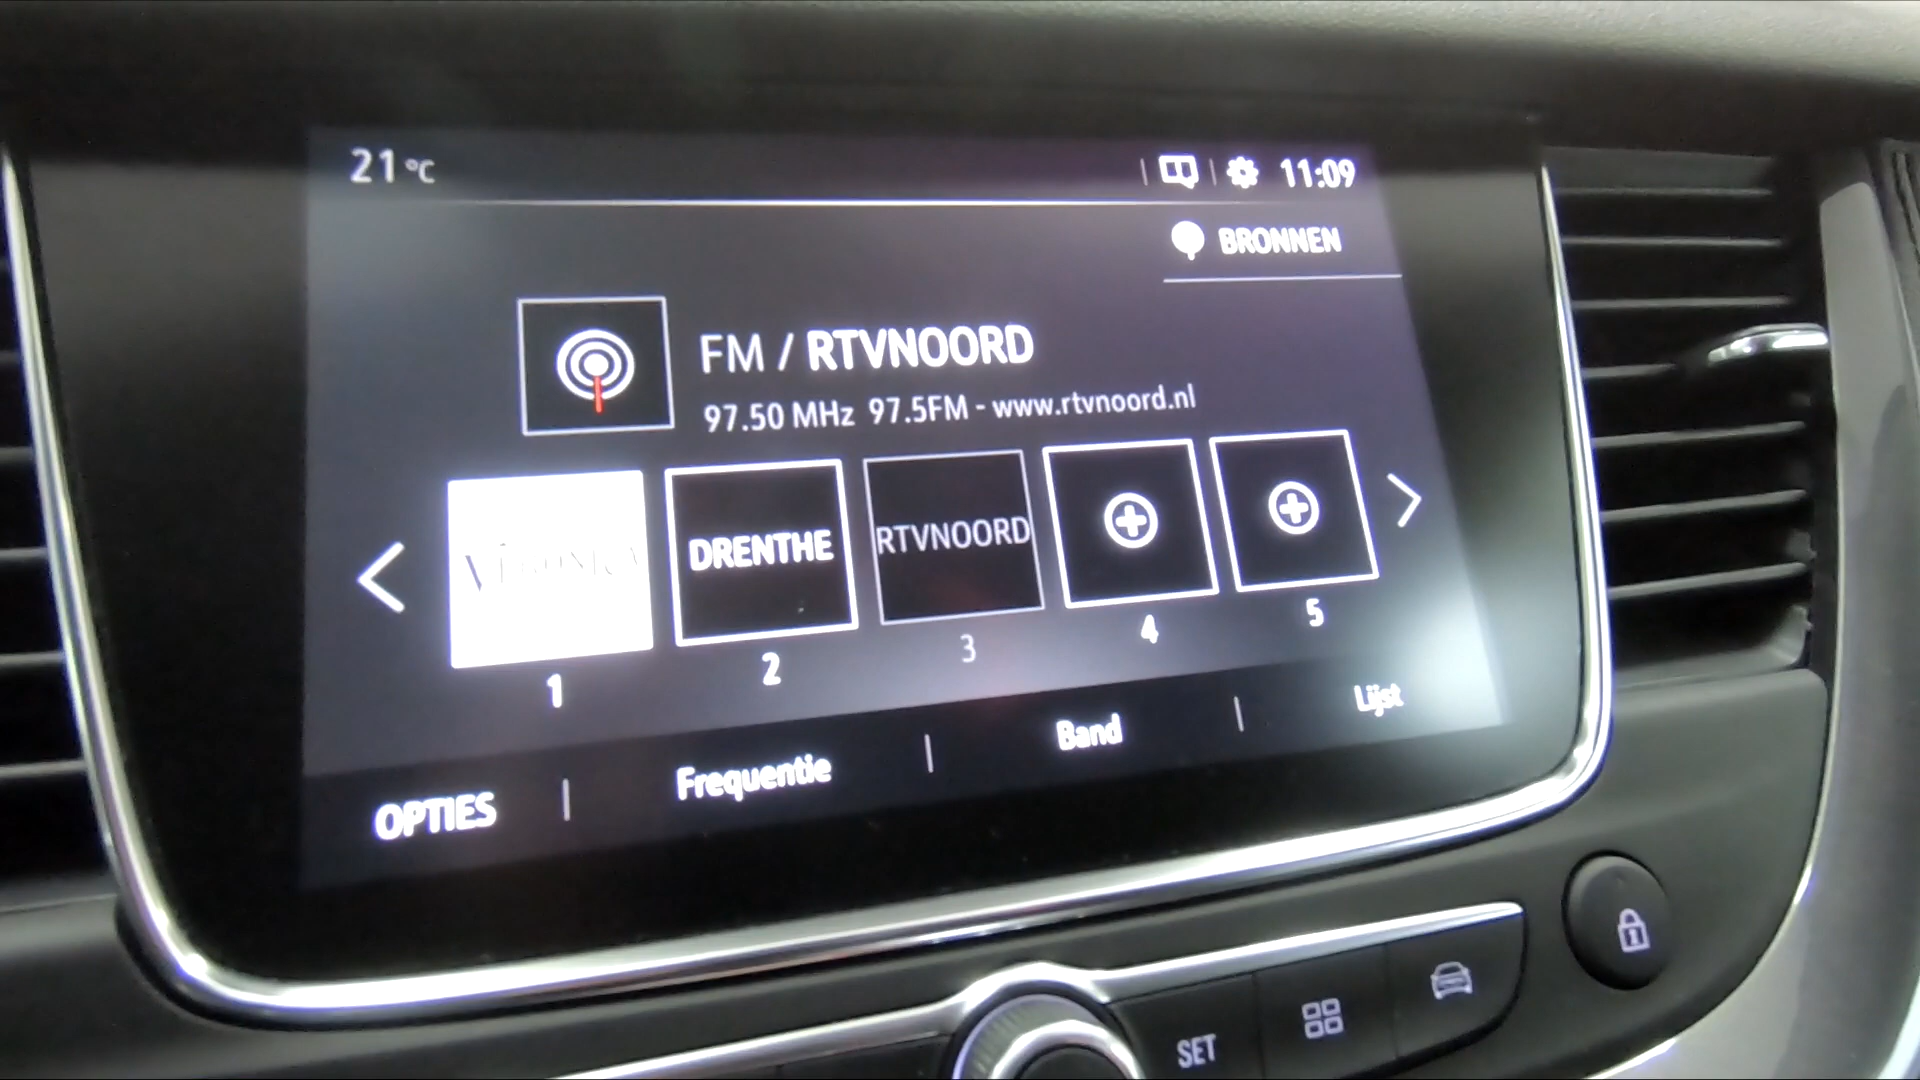 21 °C
11:09
BRONNEN
FM / RTVNOORD
97.50 MHz 97.5FM - www.rtvnoord.nl
DRENTHE
RTVNOORD
1
2
3
4
5
OPTIES
Frequentie
Band
Lijst
SET